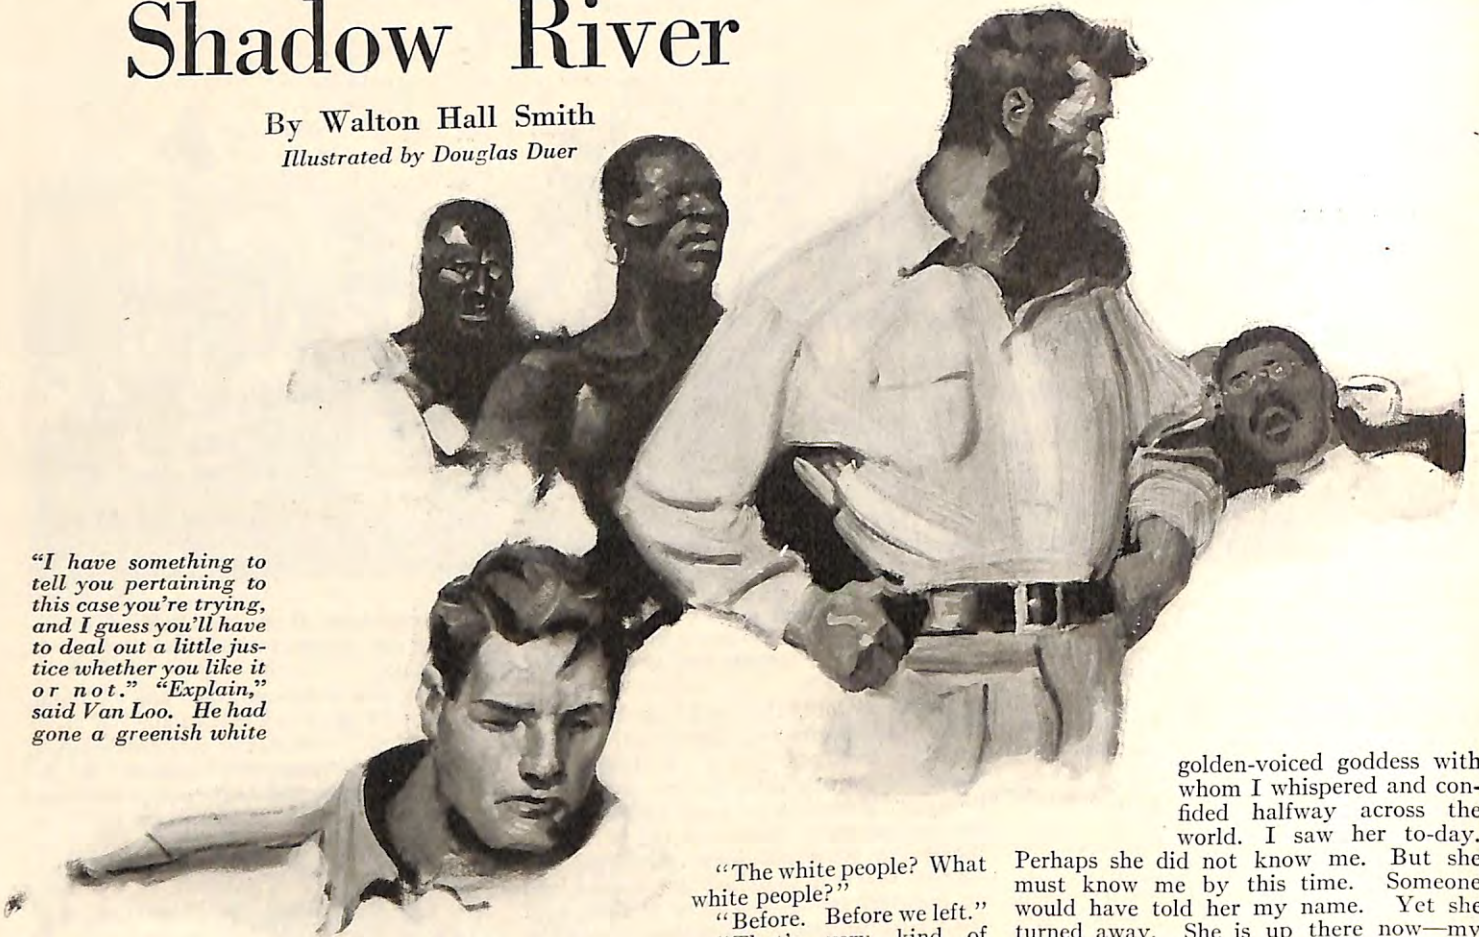 Shadow River
By Walton Hall Smith
Illustrated by Douglas Duer
“I have something to
tell you pertaining to
this case you’re trying,
and I guess you’ll have
to deal out a little jus-
tice whether you like it
or not.” “Explain,”
said Van Loo. He had
gone a greenish white
“The white people? What
white people?”
“Before. Before we left.”
kind of
golden-voiced goddess with
whom I whispered and con-
fided halfway across the
world. I saw her to-day.
Perhaps she did not know me. But she
must know me by this time. Someone
would have told her my name. Yet she
turned away. She is up there now—my